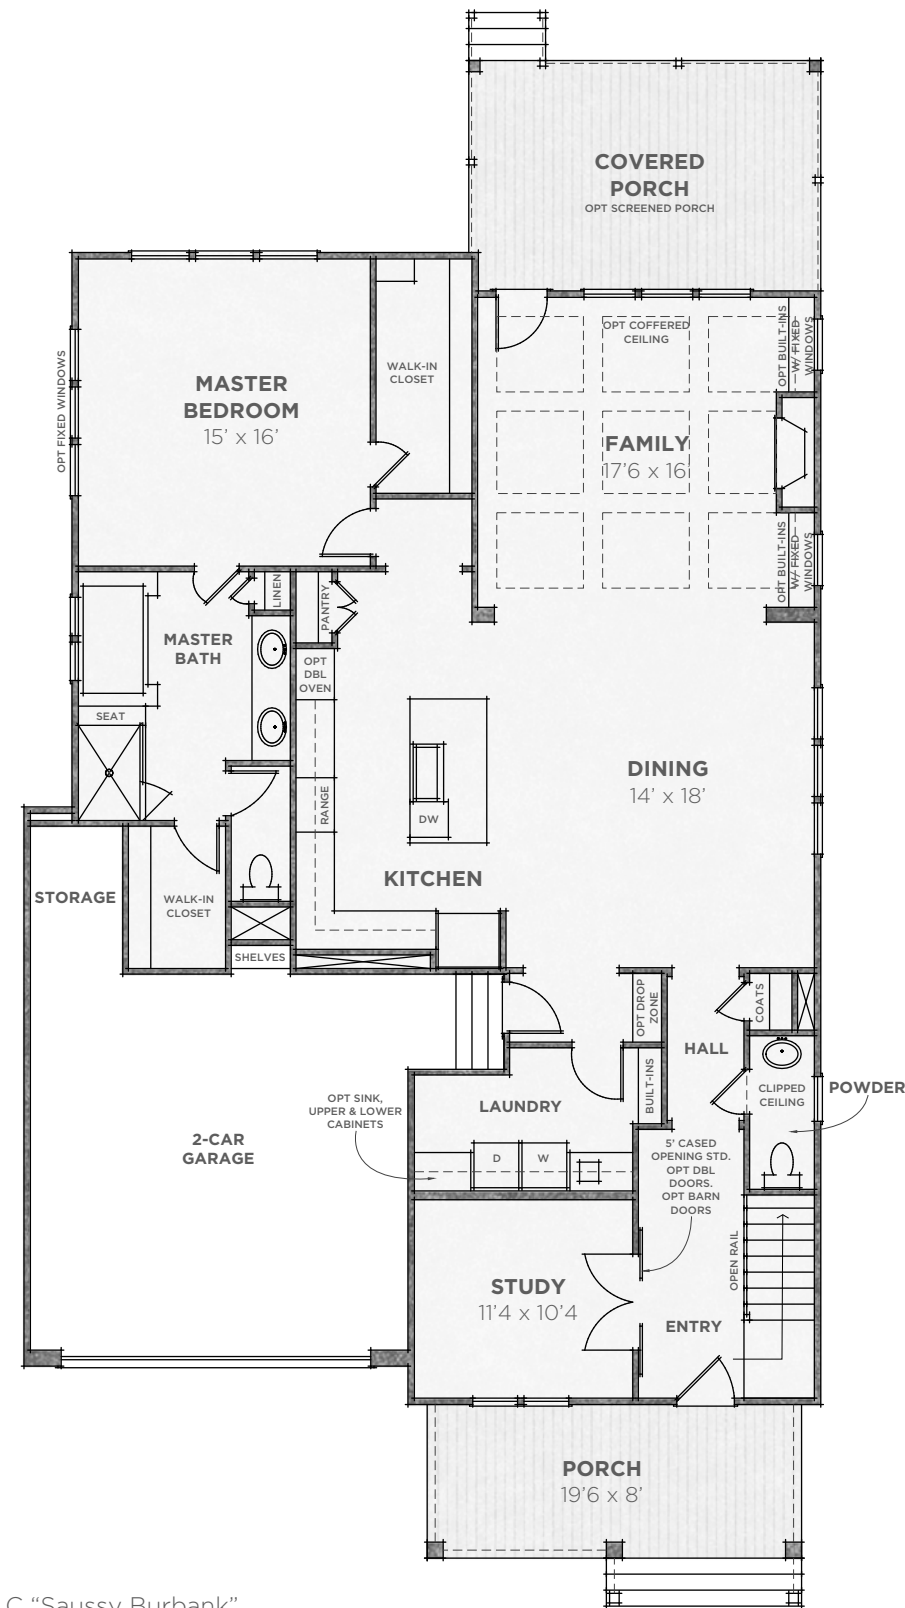 COVERED
PORCH
OPT SCREENED PORCH
OPT COFFERED
CEILING
OPT BUILT-INS
W/ FIXED
WINDOWS
OPT FIXED WINDOWS
WALK-IN
CLOSET
MASTER
BEDROOM
15' x 16'
FAMILY
17'6 x 16'
OPT BUILT-INS
W/ FIXED
WINDOWS
LINEN
PANTRY
MASTER
BATH
OPT
DBL
OVEN
SEAT
DINING
14' x 18'
RANGE
DW
KITCHEN
STORAGE
WALK-IN
CLOSET
SHELVES
OPT DROP
ZONE
COATS
HALL
BUILT-INS
CLIPPED
CEILING
POWDER
OPT SINK,
UPPER & LOWER
CABINETS
LAUNDRY
2-CAR
GARAGE
D
W
5' CASED
OPENING STD.
OPT DBL
DOORS.
OPT BARN
DOORS
OPEN RAIL
STUDY
11'4 x 10'4
ENTRY
PORCH
19'6 x 8'
C "Saussy Burbank"